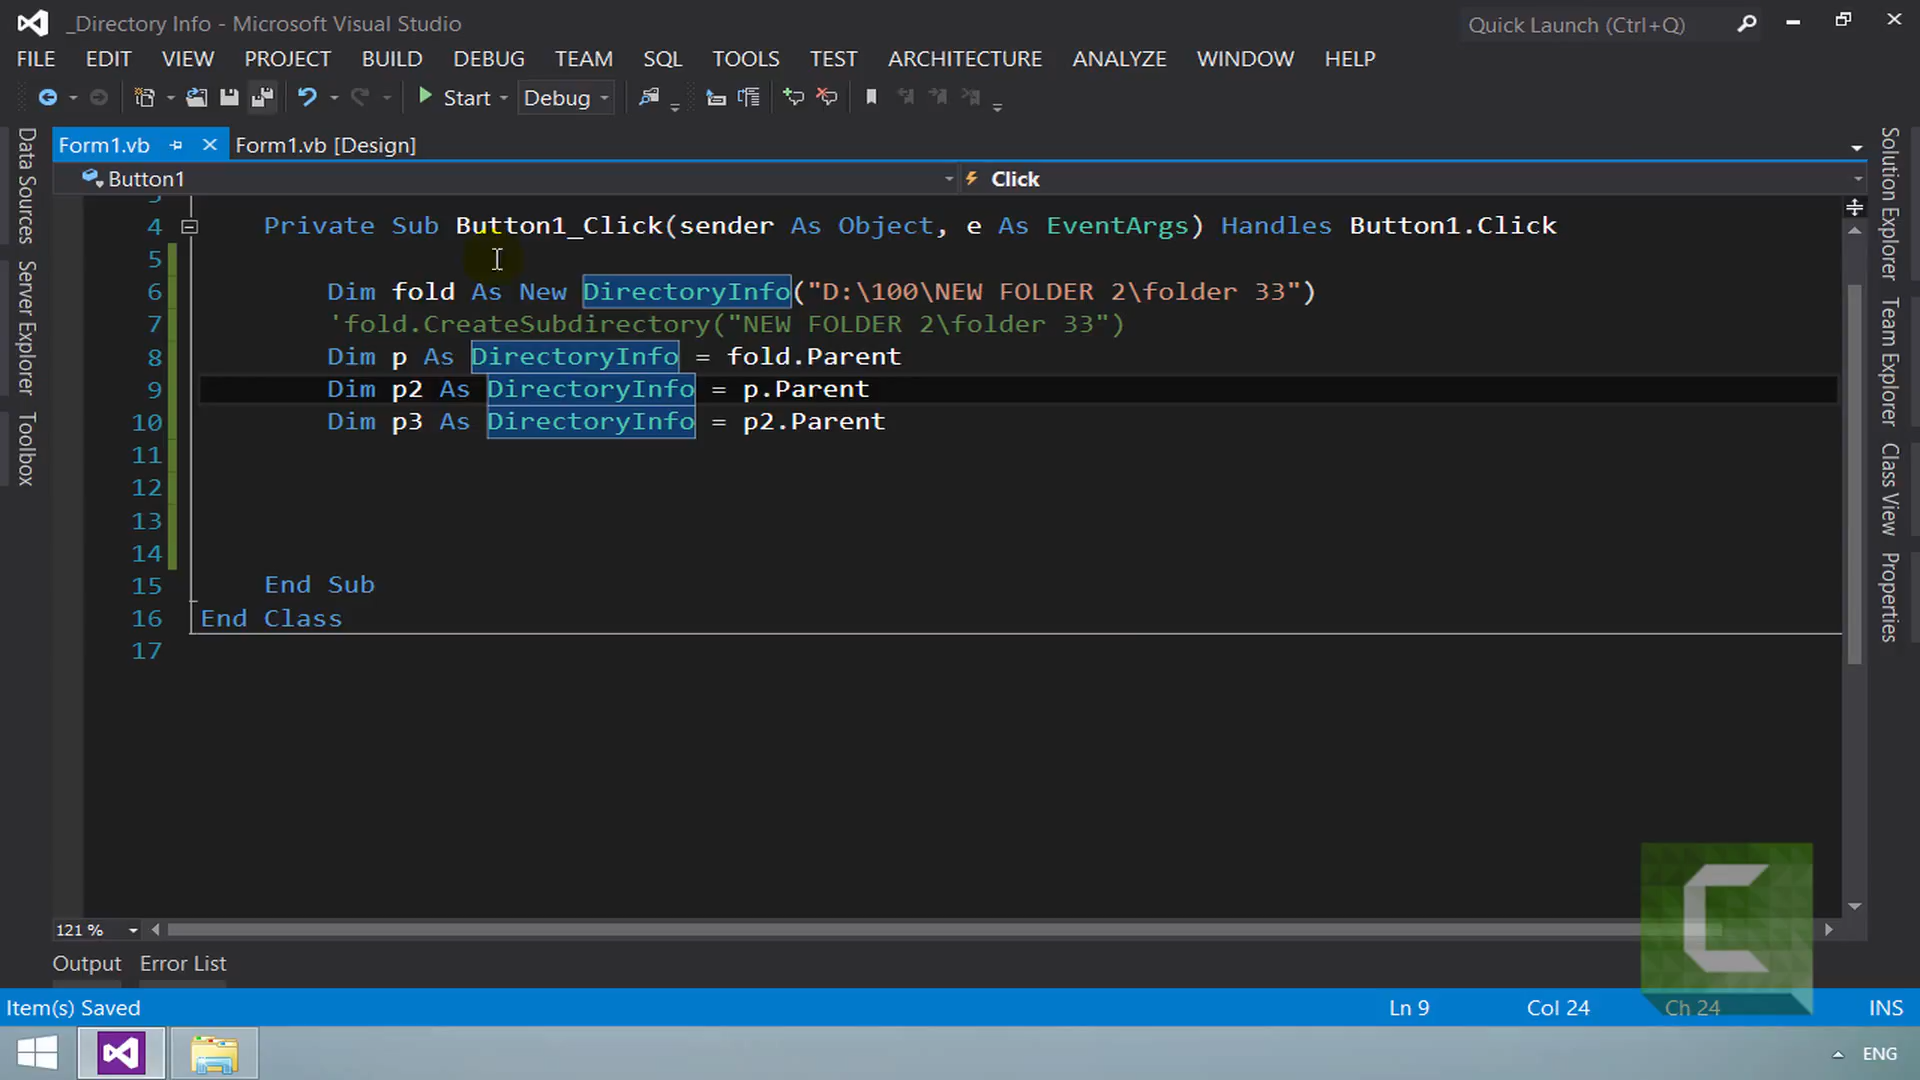 _Directory Info - Microsoft Visual Studio
Quick Launch (Ctrl+Q)
FILE EDIT VIEW PROJECT BUILD DEBUG TEAM SQL TOOLS TEST ARCHITECTURE ANALYZE WINDOW HELP
Start Debug
Form1.vb Form1.vb [Design]
Button1 Click
4 Private Sub Button1_Click(sender As Object, e As EventArgs) Handles Button1.Click
5
6 Dim fold As New DirectoryInfo("D:\100\NEW FOLDER 2\folder 33")
7 'fold.CreateSubdirectory("NEW FOLDER 2\folder 33")
8 Dim p As DirectoryInfo = fold.Parent
9 Dim p2 As DirectoryInfo = p.Parent
10 Dim p3 As DirectoryInfo = p2.Parent
11
12
13
14
15 End Sub
16 End Class
17
Data Sources
Server Explorer
Toolbox
Solution Explorer
Team Explorer
Class View
Properties
121 %
Output Error List
Item(s) Saved Ln 9 Col 24 Ch 24 INS
ENG